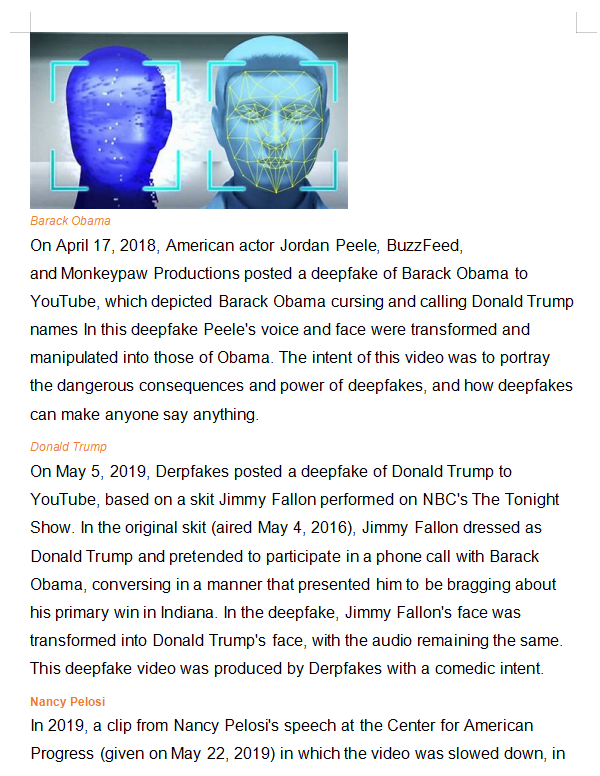 Barack Obama
On April 17, 2018, American actor Jordan Peele, BuzzFeed,
and Monkeypaw Productions posted a deepfake of Barack Obama to
YouTube, which depicted Barack Obama cursing and calling Donald Trump
names In this deepfake Peele's voice and face were transformed and
manipulated into those of Obama. The intent of this video was to portray
the dangerous consequences and power of deepfakes, and how deepfakes
can make anyone say anything.
Donald Trump
On May 5, 2019, Derpfakes posted a deepfake of Donald Trump to
YouTube, based on a skit Jimmy Fallon performed on NBC's The Tonight
Show. In the original skit (aired May 4, 2016), Jimmy Fallon dressed as
Donald Trump and pretended to participate in a phone call with Barack
Obama, conversing in a manner that presented him to be bragging about
his primary win in Indiana. In the deepfake, Jimmy Fallon's face was
transformed into Donald Trump's face, with the audio remaining the same.
This deepfake video was produced by Derpfakes with a comedic intent.
Nancy Pelosi
In 2019, a clip from Nancy Pelosi's speech at the Center for American
Progress (given on May 22, 2019) in which the video was slowed down, in